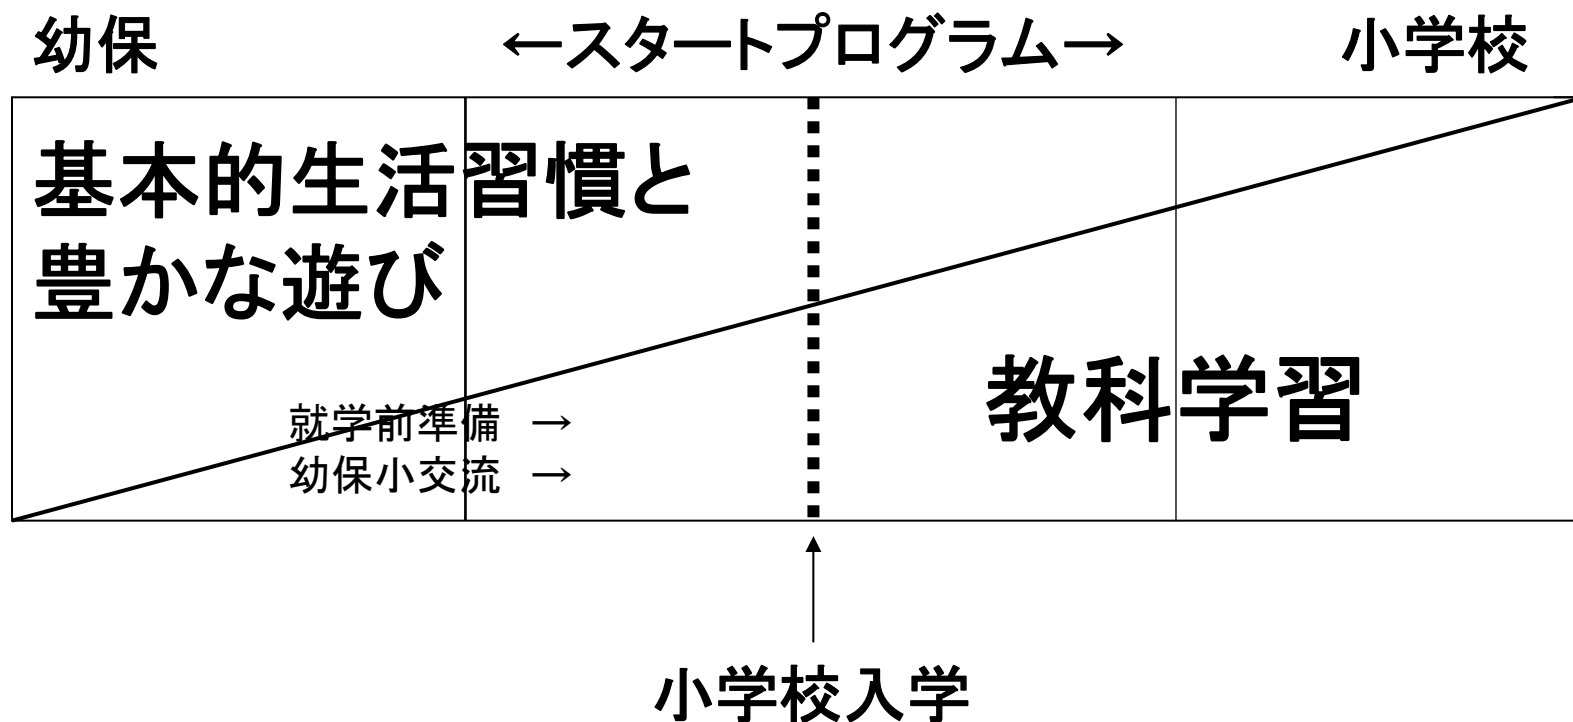 幼保
←スタートプログラム→
小学校
基本的生活習慣と
豊かな遊び
就学前準備 →
幼保小交流 →
教科学習
小学校入学